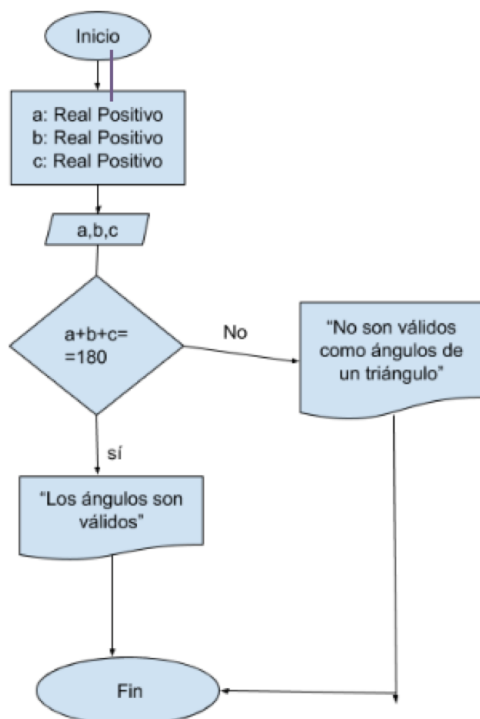 Inicio
a: Real Positivo
b: Real Positivo
c: Real Positivo
a,b,c
a+b+c=
=180
No
“No son válidos
como ángulos de
un triángulo”
sí
“Los ángulos son
válidos”
Fin